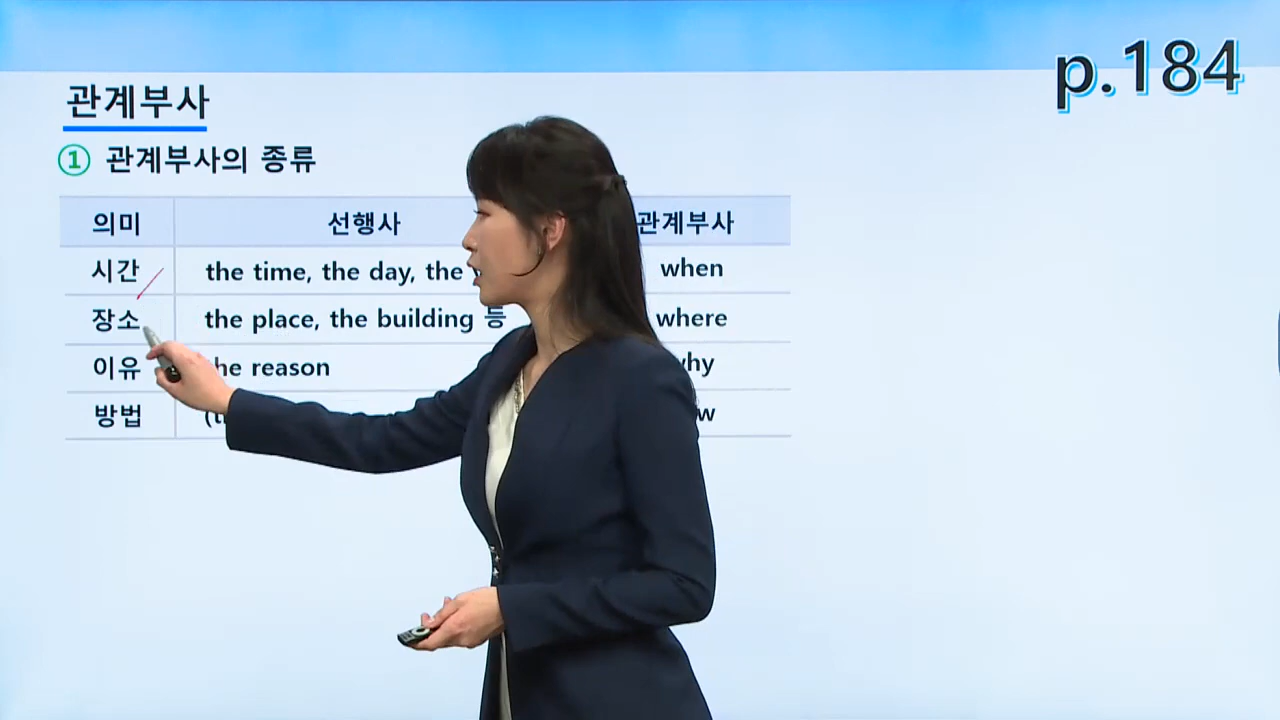 p.184
관계부사
① 관계부사의 종류
의미 선행사 관계부사
시간 the time, the day, the when
장소 the place, the building 등 where
이유 reason
방법